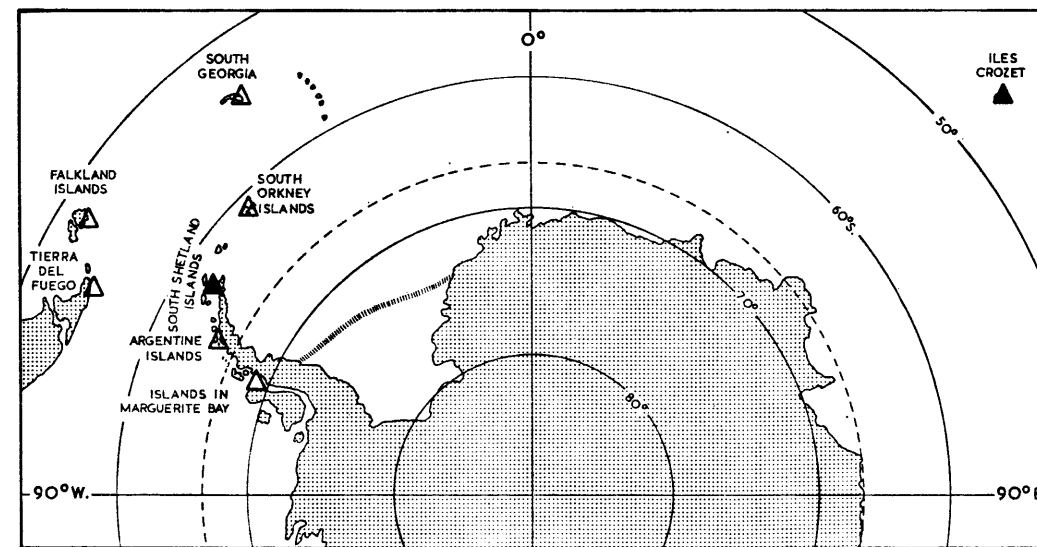 0°
SOUTH
GEORGIA
ILES
CROZET
50°
FALKLAND
ISLANDS
SOUTH
ORKNEY
ISLANDS
60°S.
SOUTH SHETLAND
ISLANDS
TIERRA
DEL
FUEGO
70°
ARGENTINE
ISLANDS
ISLANDS IN
MARGUERITE BAY
80°
90°W.
90°E